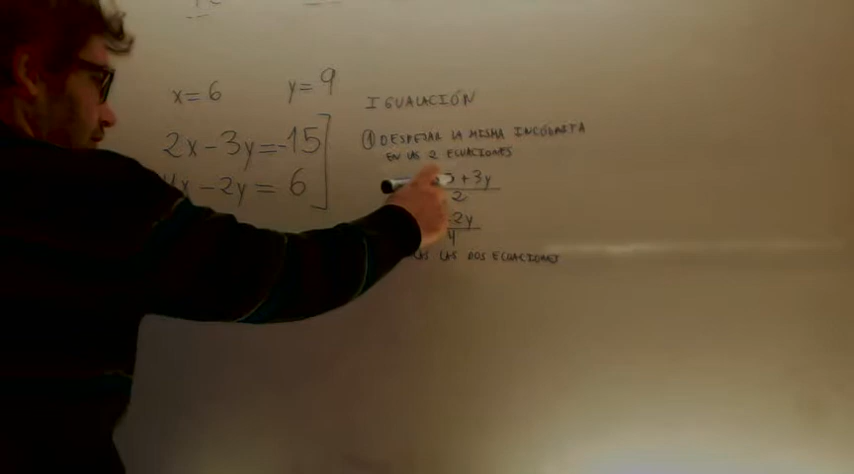 x=6 y=9
IGUALACIÓN
2x-3y=-15
① DESPEJAR LA MISMA INCÓGNITA
EN LAS 2 ECUACIONES
-2y= 6
+3y
2
2y
4
LAS DOS ECUACIONES